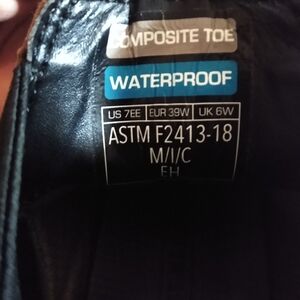 COMPOSITE TOE
WATERPROOF
US 7EE EUR 39W UK 6W
ASTM F2413-18
M/I/C
EH